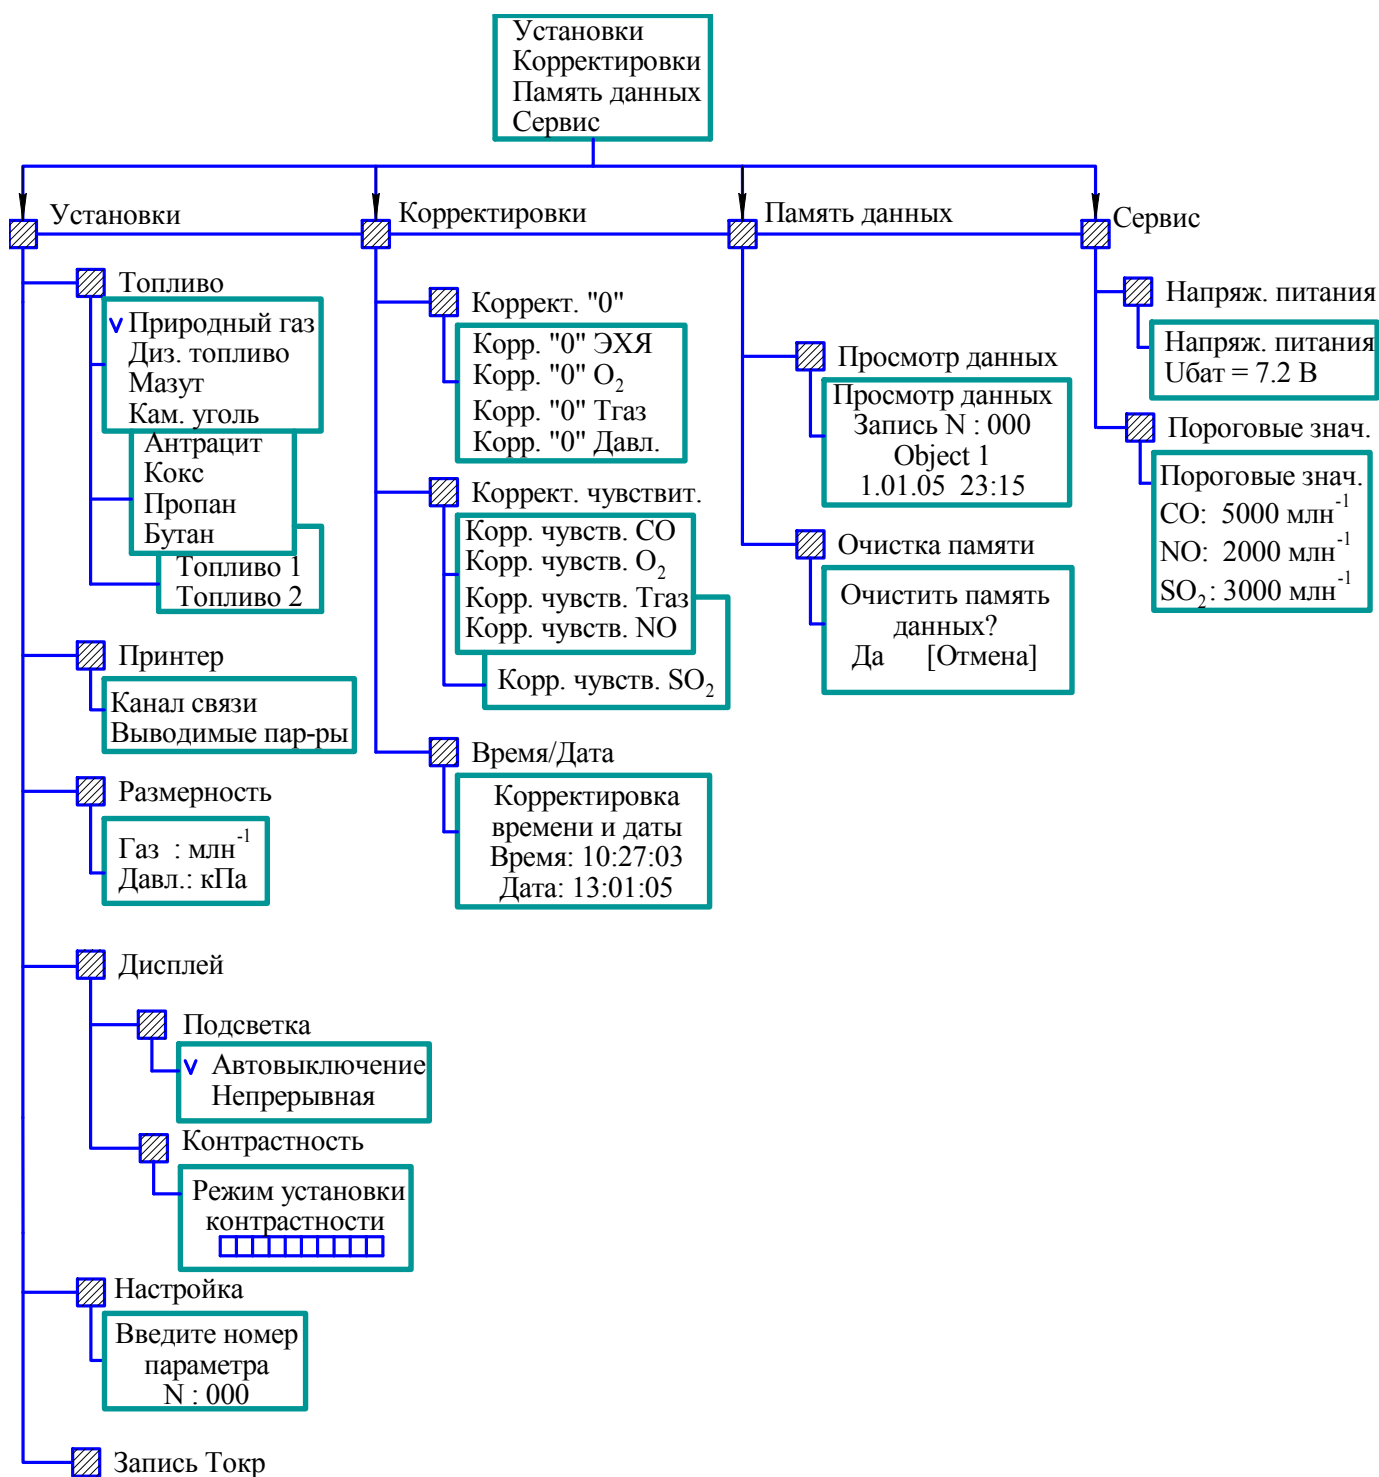 Установки
Корректировки
Память данных
Сервис
Установки
Корректировки
Память данных
Сервис
Топливо
Природный газ
Диз. топливо
Мазут
Кам. уголь
Антрацит
Кокс
Пропан
Бутан
Топливо 1
Топливо 2
Принтер
Канал связи
Выводимые пар-ры
Размерность
Газ : млн⁻¹
Давл.: кПа
Дисплей
Подсветка
Автовыключение
Непрерывная
Контрастность
Режим установки
контрастности
Настройка
Введите номер
параметра
N : 000
Запись Токр
Коррект. "0"
Корр. "0" ЭХЯ
Корр. "0" O₂
Корр. "0" Тгаз
Корр. "0" Давл.
Коррект. чувствит.
Корр. чувств. CO
Корр. чувств. O₂
Корр. чувств. Тгаз
Корр. чувств. NO
Корр. чувств. SO₂
Время/Дата
Корректировка
времени и даты
Время: 10:27:03
Дата: 13:01:05
Просмотр данных
Просмотр данных
Запись N : 000
Object 1
1.01.05 23:15
Очистка памяти
Очистить память
данных?
Да [Отмена]
Напряж. питания
Напряж. питания
Uбат = 7.2 В
Пороговые знач.
Пороговые знач.
CO: 5000 млн⁻¹
NO: 2000 млн⁻¹
SO₂: 3000 млн⁻¹